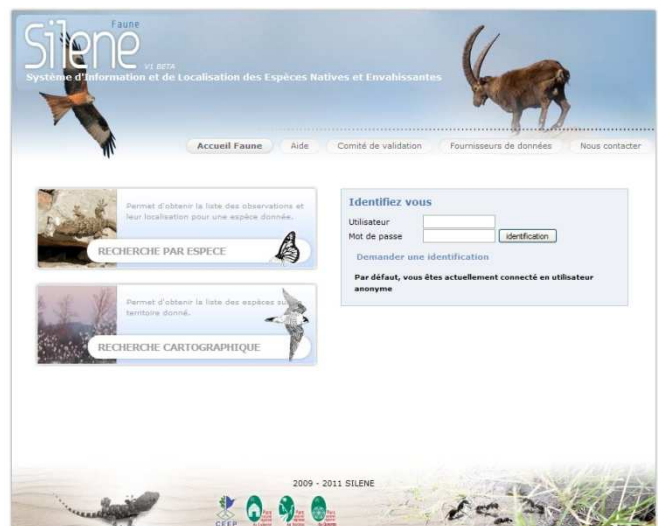 Faune
Silene
V1 BETA
Système d'Information et de Localisation des Espèces Natives et Envahissantes
Accueil Faune
Aide
Comité de validation
Fournisseurs de données
Nous contacter
Permet d'obtenir la liste des observations et
leur localisation pour une espèce donnée.
RECHERCHE PAR ESPECE
Permet d'obtenir la liste des espèces su
territoire donné.
RECHERCHE CARTOGRAPHIQUE
Identifiez vous
Utilisateur
Mot de passe
identification
Demander une identification
Par défaut, vous êtes actuellement connecté en utilisateur
anonyme
2009 - 2011 SILENE
CEEP